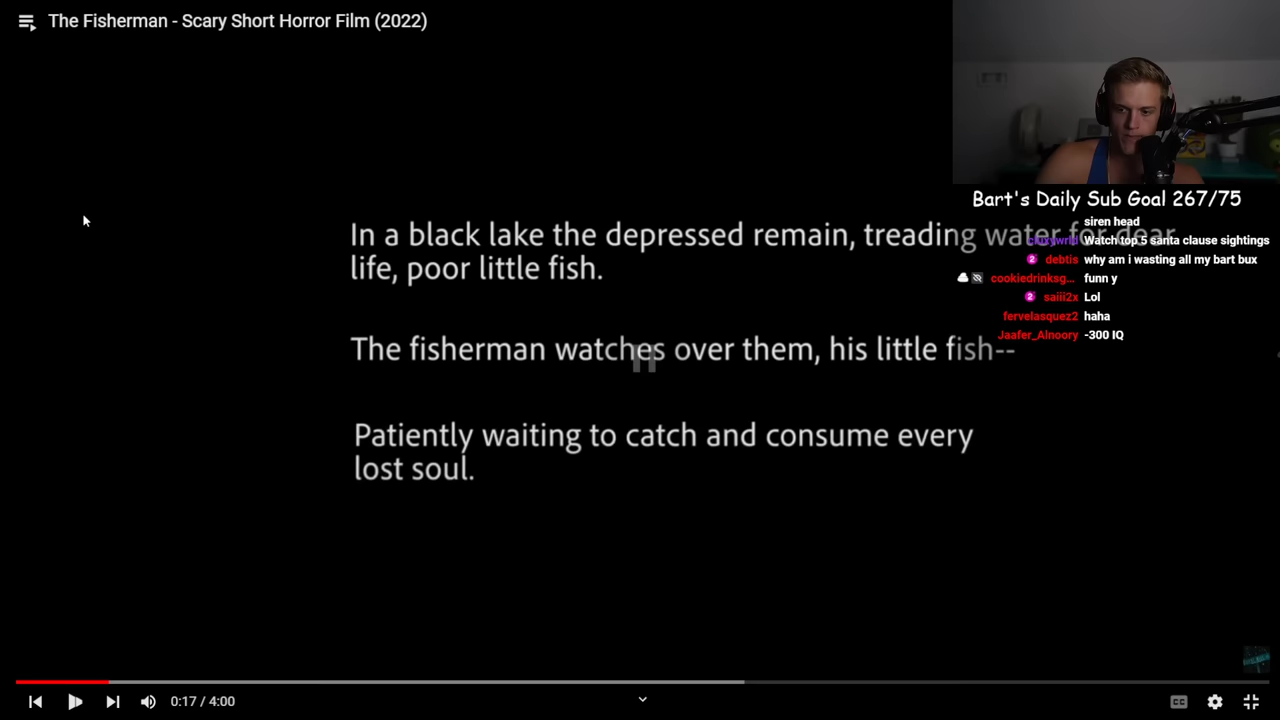 The Fisherman - Scary Short Horror Film (2022)
Bart's Daily Sub Goal 267/75
siren head
Watch top 5 santa clause sightings
2 debtis why am i wasting all my bart bux
cookiedrinksg... funn y
2 saiii2x Lol
fervelasquez2 haha
Jaafer_Alnoory -300 IQ
In a black lake the depressed remain, treading water for dear
life, poor little fish.
The fisherman watches over them, his little fish--
Patiently waiting to catch and consume every
lost soul.
0:17 / 4:00
CC